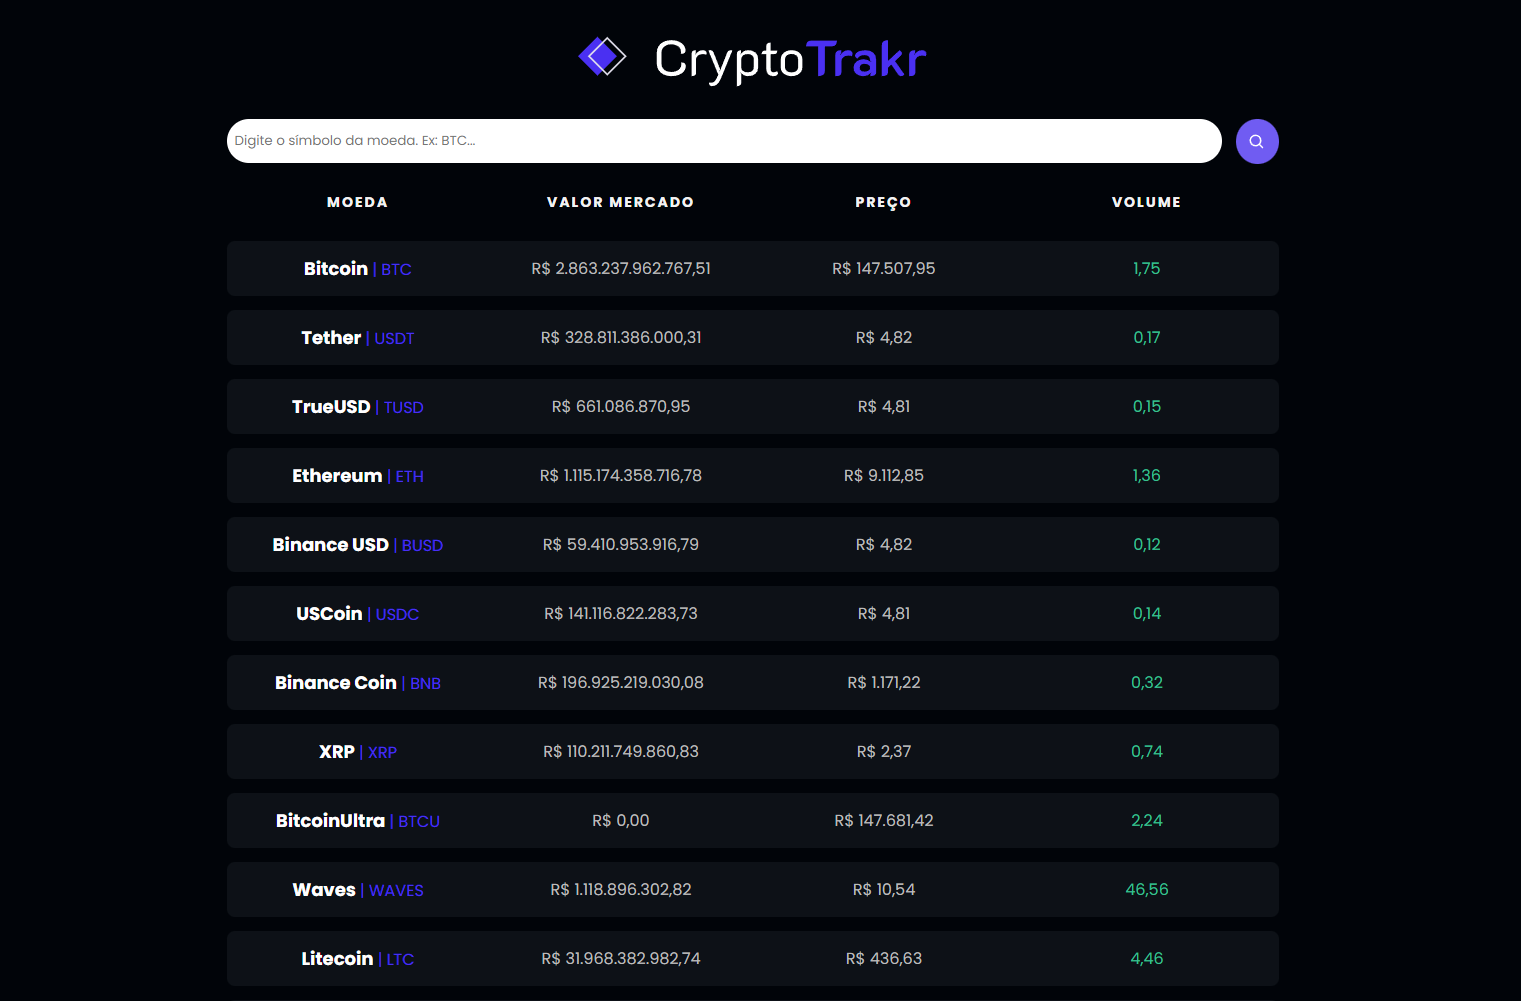 CryptoTrakr
Digite o símbolo da moeda. Ex: BTC...
MOEDA VALOR MERCADO PREÇO VOLUME
Bitcoin | BTC R$ 2.863.237.962.767,51 R$ 147.507,95 1,75
Tether | USDT R$ 328.811.386.000,31 R$ 4,82 0,17
TrueUSD | TUSD R$ 661.086.870,95 R$ 4,81 0,15
Ethereum | ETH R$ 1.115.174.358.716,78 R$ 9.112,85 1,36
Binance USD | BUSD R$ 59.410.953.916,79 R$ 4,82 0,12
USCoin | USDC R$ 141.116.822.283,73 R$ 4,81 0,14
Binance Coin | BNB R$ 196.925.219.030,08 R$ 1.171,22 0,32
XRP | XRP R$ 110.211.749.860,83 R$ 2,37 0,74
BitcoinUltra | BTCU R$ 0,00 R$ 147.681,42 2,24
Waves | WAVES R$ 1.118.896.302,82 R$ 10,54 46,56
Litecoin | LTC R$ 31.968.382.982,74 R$ 436,63 4,46